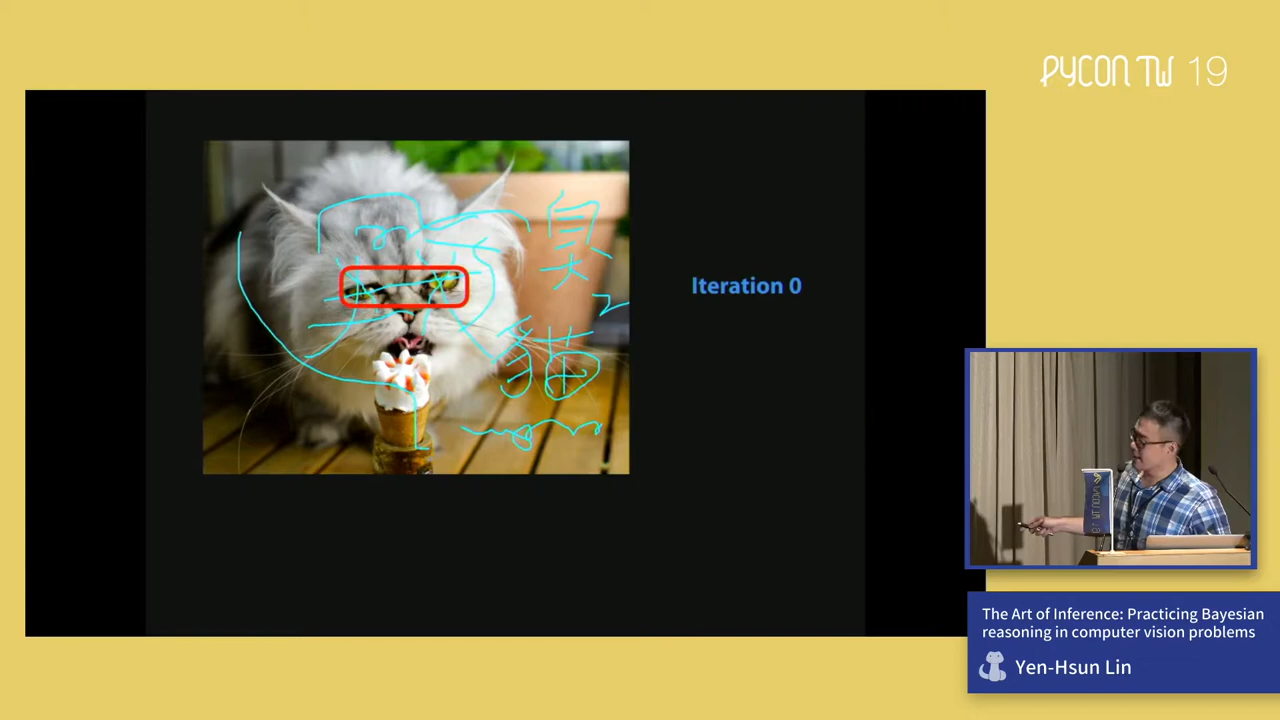 PYCON TW 19
臭
貓
Iteration 0
The Art of Inference: Practicing Bayesian
reasoning in computer vision problems
Yen-Hsun Lin